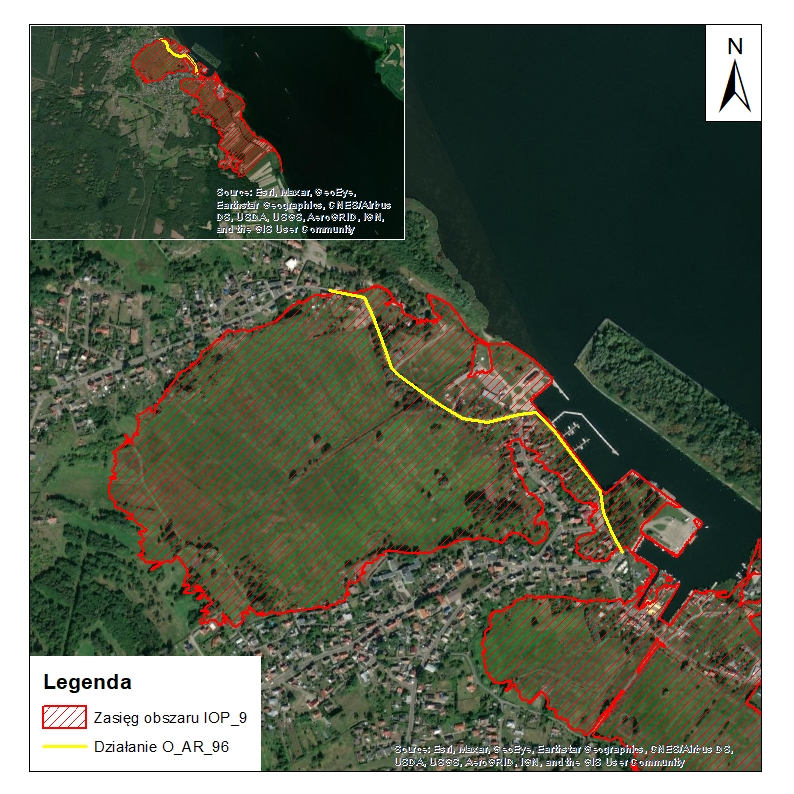 N
Source: Esri, Maxar, GeoEye,
Earthstar Geographics, CNES/Airbus
DS, USDA, USGS, AeroGRID, IGN,
and the GIS User Community
Legenda
Zasięg obszaru IOP_9
Działanie O_AR_96
Source: Esri, Maxar, GeoEye, Earthstar Geographics, CNES/Airbus DS,
USDA, USGS, AeroGRID, IGN, and the GIS User Community